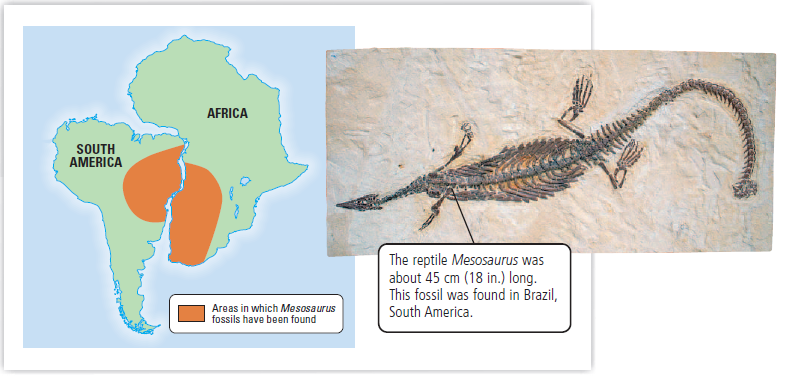 AFRICA
SOUTH
AMERICA
Areas in which Mesosaurus
fossils have been found
The reptile Mesosaurus was
about 45 cm (18 in.) long.
This fossil was found in Brazil,
South America.